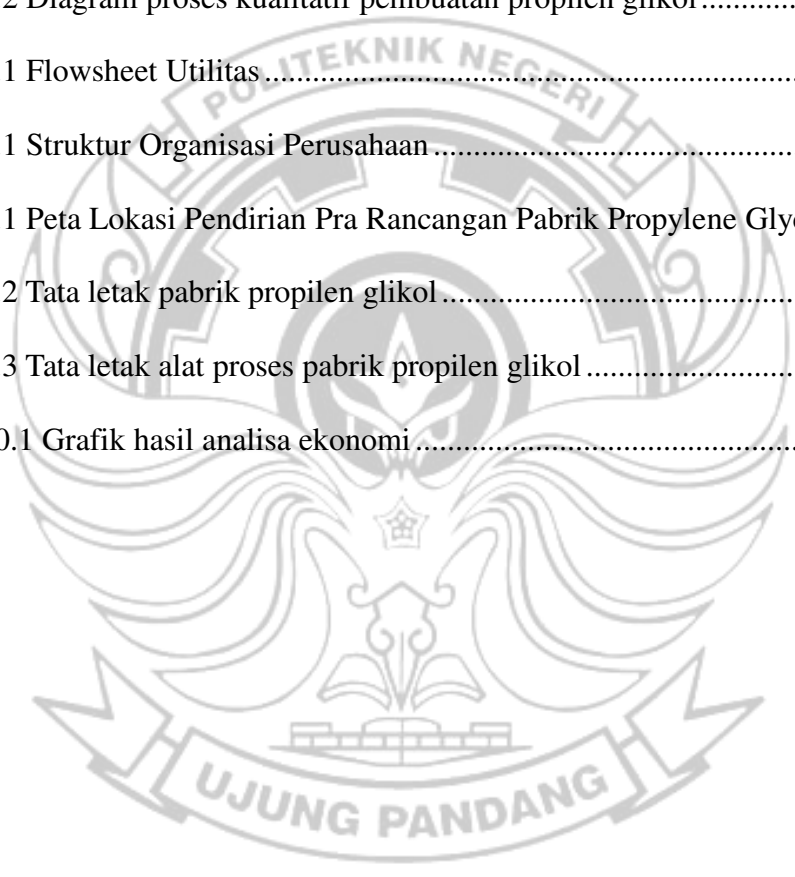 2 Diagram proses kualitatif pembuatan propilen glikol.............
POLITEKNIK NEGERI
1 Flowsheet Utilitas.............................................................
1 Struktur Organisasi Perusahaan.........................................
1 Peta Lokasi Pendirian Pra Rancangan Pabrik Propylene Gly
2 Tata letak pabrik propilen glikol........................................
3 Tata letak alat proses pabrik propilen glikol.......................
0.1 Grafik hasil analisa ekonomi...........................................
UJUNG PANDANG